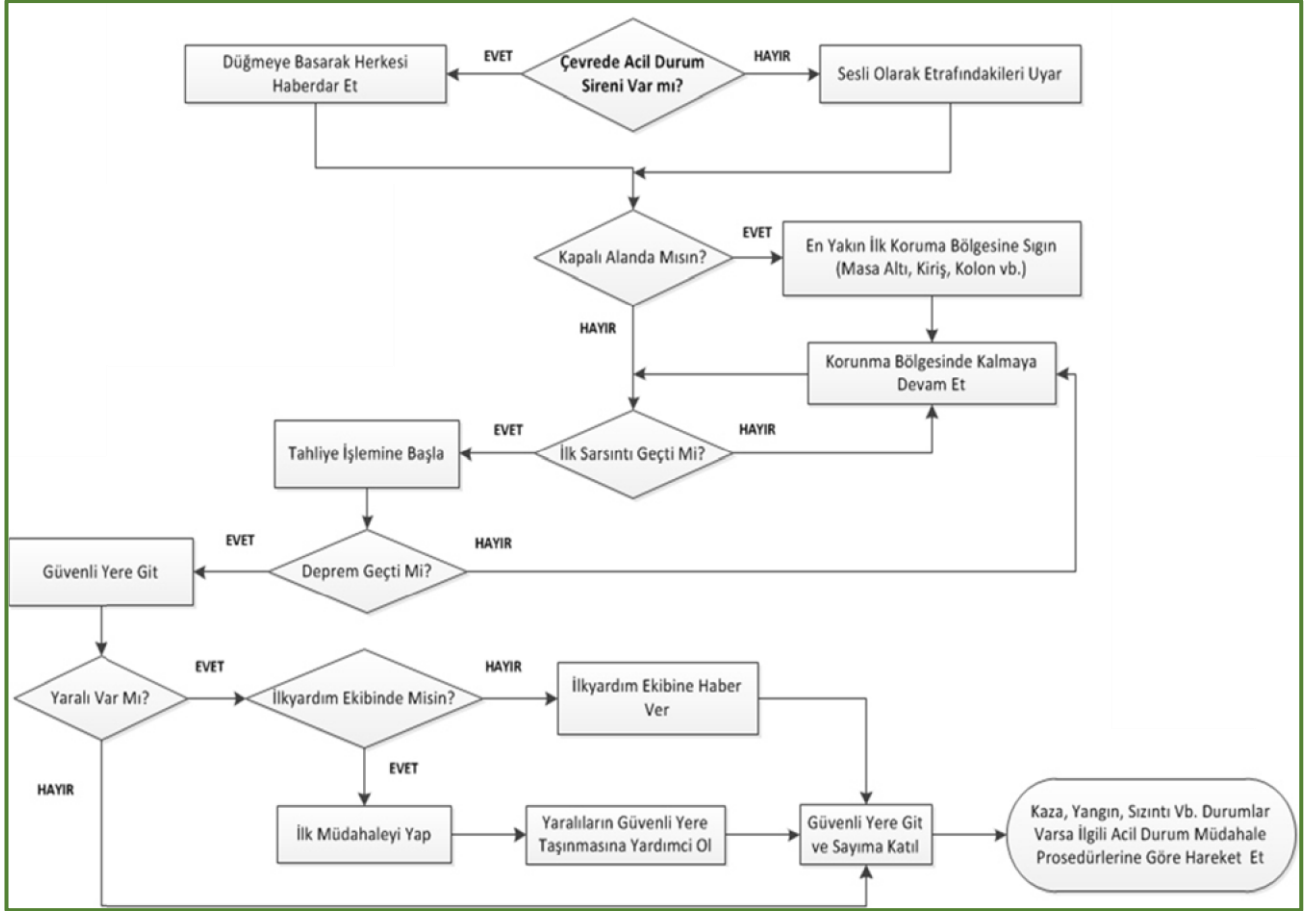 Çevrede Acil Durum
Sireni Var mı?
EVET
HAYIR
Düğmeye Basarak Herkesi
Haberdar Et
Sesli Olarak Etrafındakileri Uyar
Kapalı Alanda Mısın?
EVET
HAYIR
En Yakın İlk Koruma Bölgesine Sıgın
(Masa Altı, Kiriş, Kolon vb.)
Korunma Bölgesinde Kalmaya
Devam Et
İlk Sarsıntı Geçti Mi?
EVET
HAYIR
Tahliye İşlemine Başla
Deprem Geçti Mi?
EVET
HAYIR
Güvenli Yere Git
Yaralı Var Mı?
EVET
HAYIR
İlkyardım Ekibinde Misin?
HAYIR
EVET
İlkyardım Ekibine Haber
Ver
İlk Müdahaleyi Yap
Yaralıların Güvenli Yere
Taşınmasına Yardımci Ol
Güvenli Yere Git
ve Sayıma Katıl
Kaza, Yangın, Sızıntı Vb. Durumlar
Varsa İlgili Acil Durum Müdahale
Prosedürlerine Göre Hareket Et